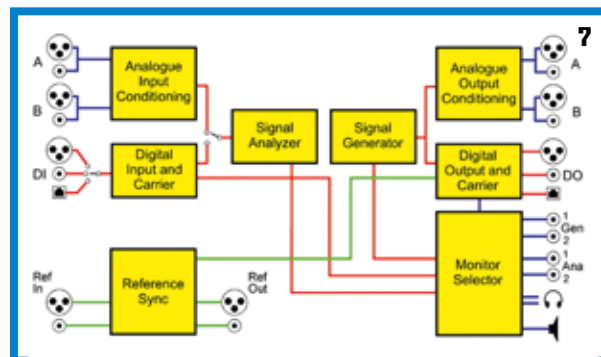 7
A
B
Analogue
Input
Conditioning
DI
Digital
Input and
Carrier
Signal
Analyzer
Signal
Generator
Analogue
Output
Conditioning
A
B
Digital
Output and
Carrier
DO
Ref
In
Reference
Sync
Ref
Out
Monitor
Selector
1
Gen
2
1
Ana
2